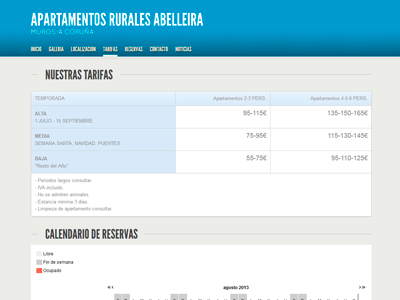 APARTAMENTOS RURALES ABELLEIRA
MUROS-A CORUÑA
INICIO GALERIA LOCALIZACION TARIFAS RESERVAS CONTACTO NOTICIAS
NUESTRAS TARIFAS
TEMPORADA Apartamentos 2-3 PERS. Apartamentos 4-5-6 PERS.
ALTA
1 JULIO - 15 SEPTIEMBRE 95-115€ 135-150-165€
MEDIA
SEMANA SANTA, NAVIDAD, PUENTES 75-95€ 115-130-145€
BAJA
"Resto del Año" 55-75€ 95-110-125€
- Periodos largos consultar.
- IVA incluido.
- No se admiten animales.
- Estancia mínima 3 días.
- Limpieza de apartamento consultar.
CALENDARIO DE RESERVAS
Libre
Fin de semana
Ocupado
« ‹ agosto 2013 › »